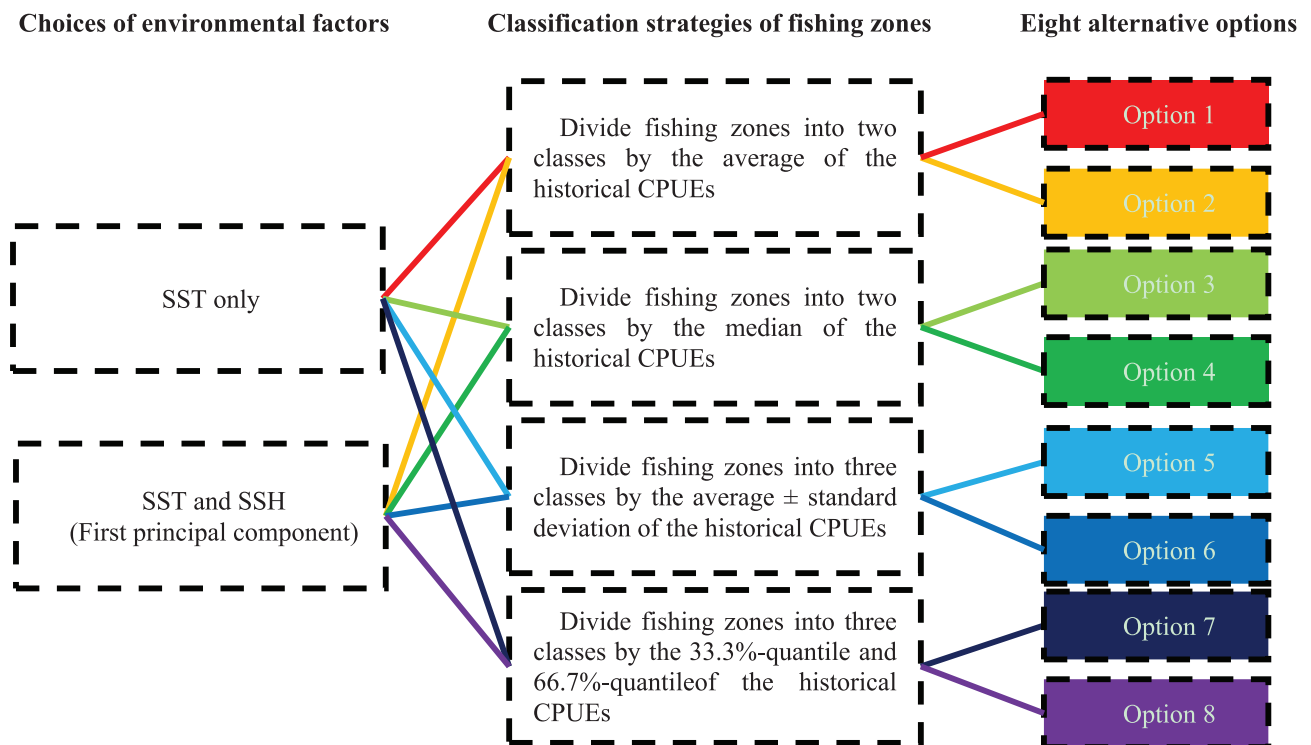 Choices of environmental factors
Classification strategies of fishing zones
Eight alternative options
SST only
SST and SSH
(First principal component)
Divide fishing zones into two
classes by the average of the
historical CPUEs
Divide fishing zones into two
classes by the median of the
historical CPUEs
Divide fishing zones into three
classes by the average ± standard
deviation of the historical CPUEs
Divide fishing zones into three
classes by the 33.3%-quantile and
66.7%-quantileof the historical
CPUEs
Option 1
Option 2
Option 3
Option 4
Option 5
Option 6
Option 7
Option 8